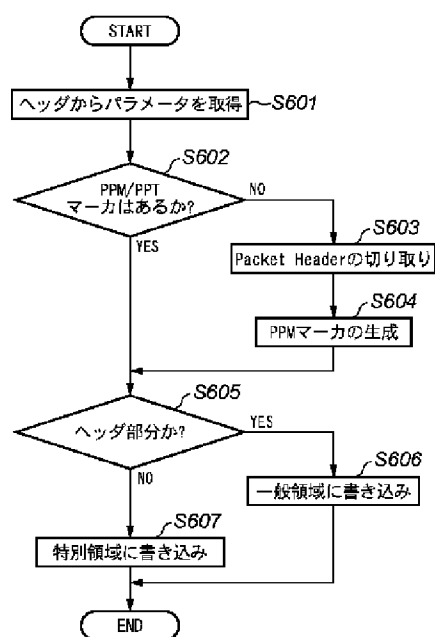 START
ヘッダからパラメータを取得
S601
S602
PPM/PPT
マーカはあるか?
NO
YES
S603
Packet Headerの切り取り
S604
PPMマーカの生成
S605
ヘッダ部分か?
YES
NO
S606
一般領域に書き込み
S607
特別領域に書き込み
END